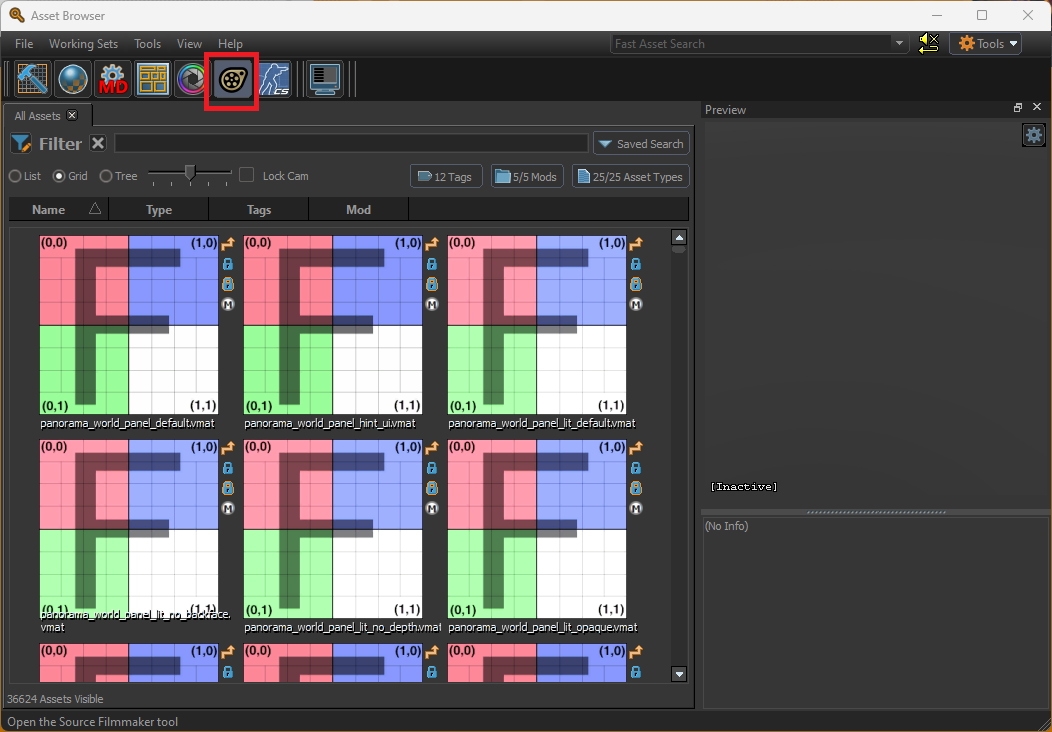 Asset Browser
File Working Sets Tools View Help
Fast Asset Search
Tools
MD
CS
All Assets
Preview
Filter
Saved Search
List Grid Tree Lock Cam
12 Tags 5/5 Mods 25/25 Asset Types
Name Type Tags Mod
(0,0) (1,0) (0,0) (1,0) (0,0) (1,0)
M M M
F F F
(0,1) (1,1) (0,1) (1,1) (0,1) (1,1)
panorama_world_panel_default.vmat panorama_world_panel_hint_ui.vmat panorama_world_panel_lit_default.vmat
(0,0) (1,0) (0,0) (1,0) (0,0) (1,0)
M M M
F F F
(0,1) (1,1) (0,1) (1,1) (0,1) (1,1)
panorama_world_panel_lit_no_backface.
vmat panorama_world_panel_lit_no_depth.vmat panorama_world_panel_lit_opaque.vmat
(0,0) (1,0) (0,0) (1,0) (0,0) (1,0)
[Inactive]
(No Info)
36624 Assets Visible
Open the Source Filmmaker tool